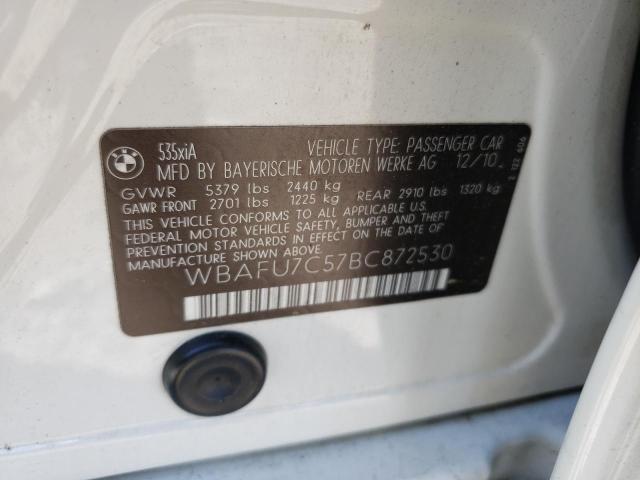 BMW
535xiA VEHICLE TYPE: PASSENGER CAR
MFD BY BAYERISCHE MOTOREN WERKE AG 12/10
GVWR 5379 lbs 2440 kg
GAWR FRONT 2701 lbs 1225 kg REAR 2910 lbs 1320 kg
THIS VEHICLE CONFORMS TO ALL APPLICABLE U.S.
FEDERAL MOTOR VEHICLE SAFETY, BUMPER AND THEFT
PREVENTION STANDARDS IN EFFECT ON THE DATE OF
MANUFACTURE SHOWN ABOVE.
WBAFU7C57BC872530